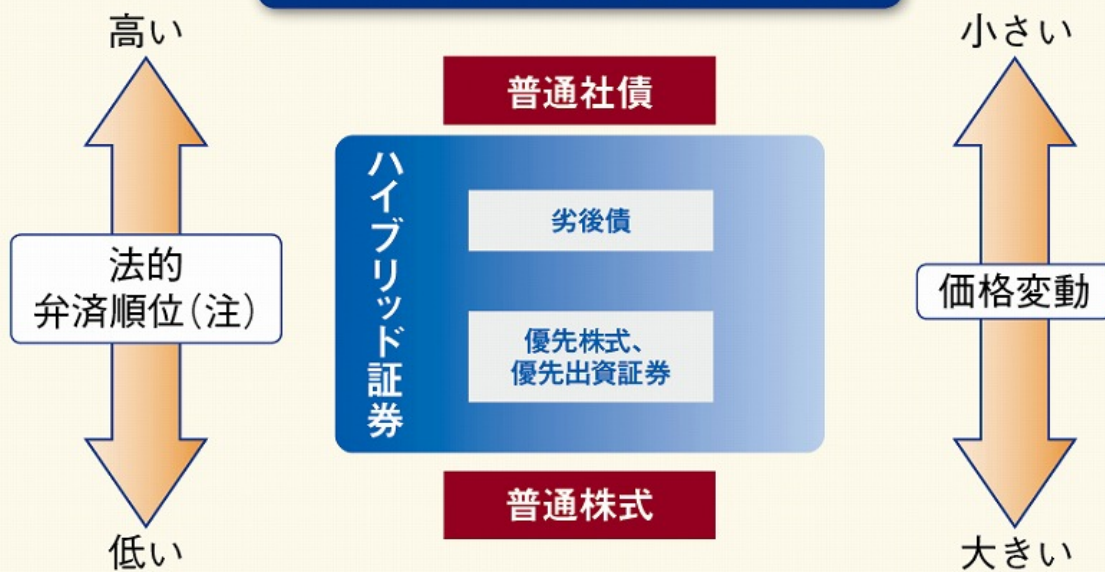 高い
小さい
普通社債
ハイブリッド証券
劣後債
法的
弁済順位(注)
価格変動
優先株式、
優先出資証券
普通株式
低い
大きい